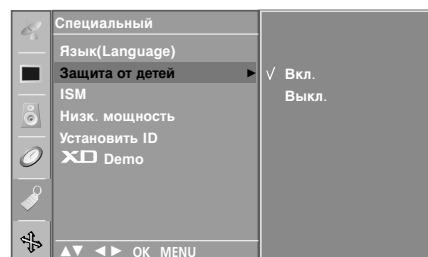 Специальный
Язык(Language)
Защита от детей ► √ Вкл.
Выкл.
ISM
Низк. мощность
Установить ID
XD Demo
▲▼ ◄► OK MENU